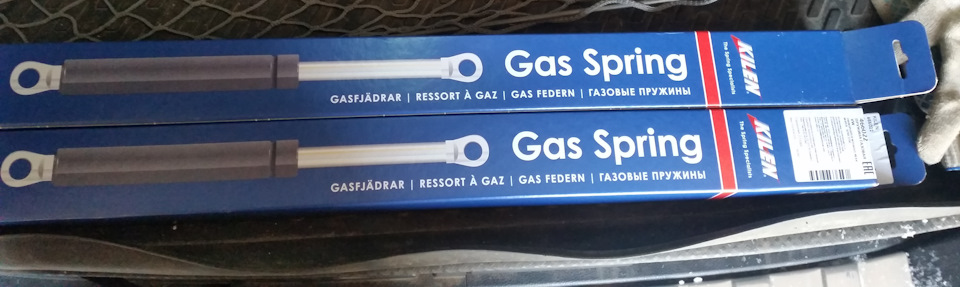 Gas Spring
GASFJÄDRAR | RESSORT À GAZ | GAS FEDERN | ГАЗОВЫЕ ПРУЖИНЫ
KILEN
The Spring Specialists
Gas Spring
GASFJÄDRAR | RESSORT À GAZ | GAS FEDERN | ГАЗОВЫЕ ПРУЖИНЫ
KILEN
The Spring Specialists
EAC